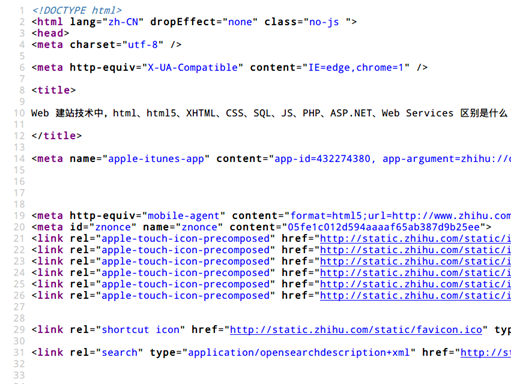 1 <!DOCTYPE html>
2 <html lang="zh-CN" dropEffect="none" class="no-js ">
3 <head>
4 <meta charset="utf-8" />
5
6 <meta http-equiv="X-UA-Compatible" content="IE=edge,chrome=1" />
7
8 <title>
9
10 Web 建站技术中，html、html5、XHTML、CSS、SQL、JS、PHP、ASP.NET、Web Services 区别是什么
11
12 </title>
13
14 <meta name="apple-itunes-app" content="app-id=432274380, app-argument=zhihu://
15
16
17
18
19 <meta http-equiv="mobile-agent" content="format=html5;url=http://www.zhihu.com
20 <meta id="znonce" name="znonce" content="05fe1c012d594aaaaf65ab387d9b25ee">
21 <link rel="apple-touch-icon-precomposed" href="http://static.zhihu.com/static/i
22 <link rel="apple-touch-icon-precomposed" href="http://static.zhihu.com/static/i
23 <link rel="apple-touch-icon-precomposed" href="http://static.zhihu.com/static/i
24 <link rel="apple-touch-icon-precomposed" href="http://static.zhihu.com/static/i
25 <link rel="apple-touch-icon-precomposed" href="http://static.zhihu.com/static/i
26 <link rel="apple-touch-icon-precomposed" href="http://static.zhihu.com/static/i
27
28
29 <link rel="shortcut icon" href="http://static.zhihu.com/static/favicon.ico" typ
30
31 <link rel="search" type="application/opensearchdescription+xml" href="http://st
32
33